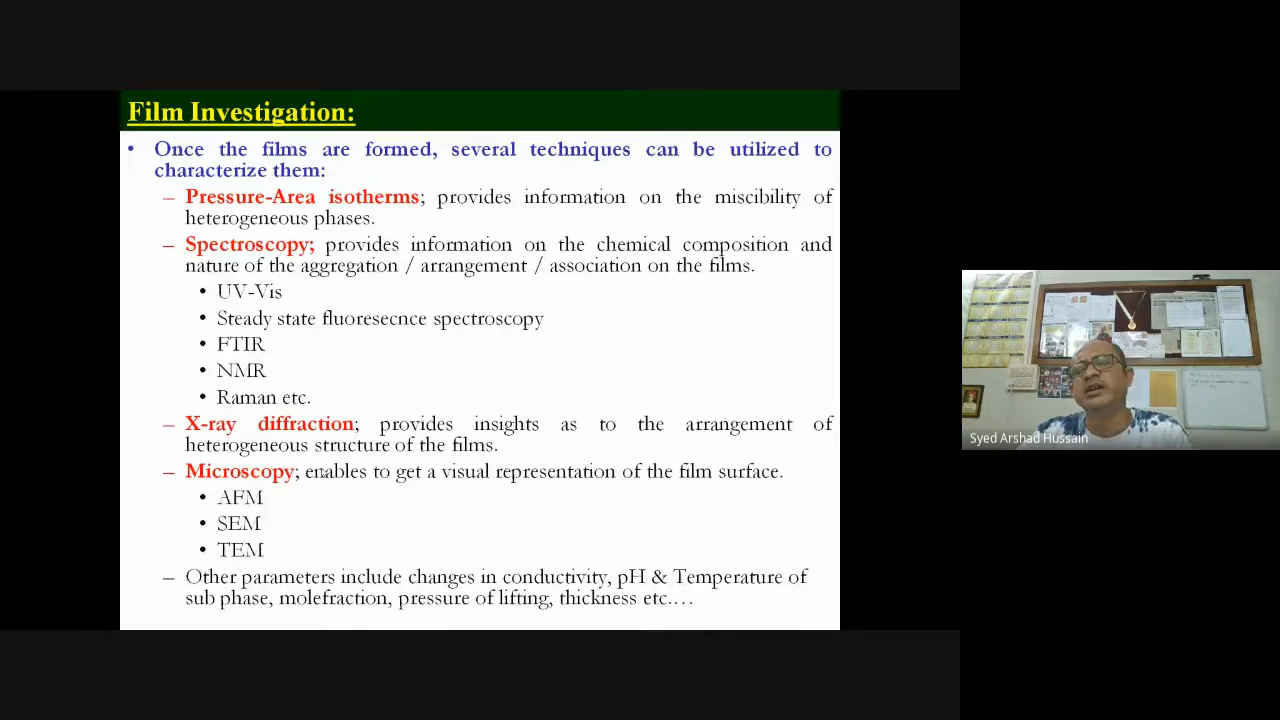 Film Investigation:
• Once the films are formed, several techniques can be utilized to
characterize them:
– Pressure-Area isotherms; provides information on the miscibility of
heterogeneous phases.
– Spectroscopy; provides information on the chemical composition and
nature of the aggregation / arrangement / association on the films.
• UV-Vis
• Steady state fluoresecnce spectroscopy
• FTIR
• NMR
• Raman etc.
– X-ray diffraction; provides insights as to the arrangement of
heterogeneous structure of the films.
– Microscopy; enables to get a visual representation of the film surface.
• AFM
• SEM
• TEM
– Other parameters include changes in conductivity, pH & Temperature of
sub phase, molefraction, pressure of lifting, thickness etc.…
Syed Arshad Hussain